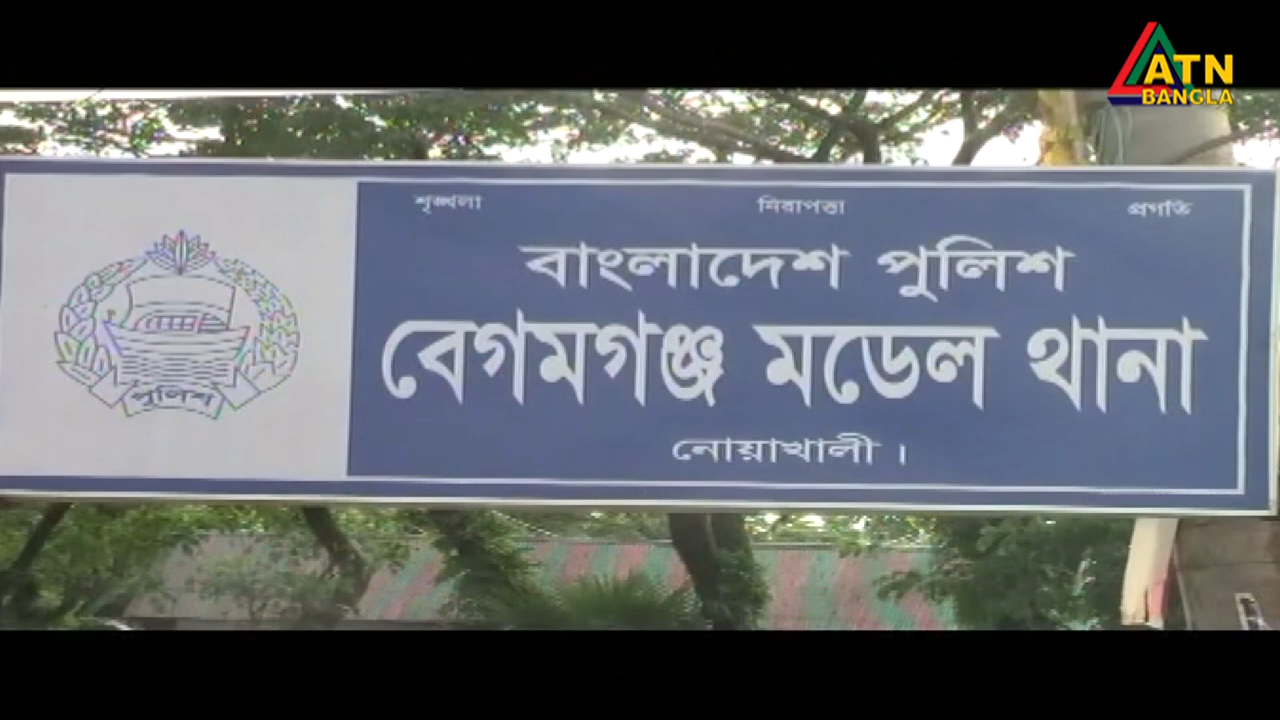 ATN
BANGLA
শৃঙ্খলা নিরাপত্তা প্রগতি
বাংলাদেশ পুলিশ
বেগমগঞ্জ মডেল থানা
নোয়াখালী ।
পুলিশ